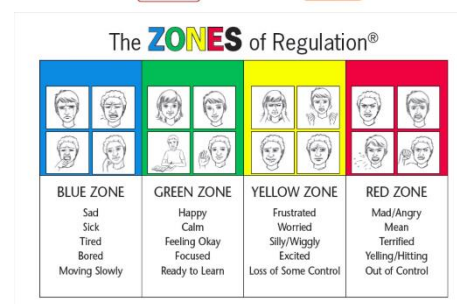 The ZONES of Regulation®
BLUE ZONE
Sad
Sick
Tired
Bored
Moving Slowly
GREEN ZONE
Happy
Calm
Feeling Okay
Focused
Ready to Learn
YELLOW ZONE
Frustrated
Worried
Silly/Wiggly
Excited
Loss of Some Control
RED ZONE
Mad/Angry
Mean
Terrified
Yelling/Hitting
Out of Control